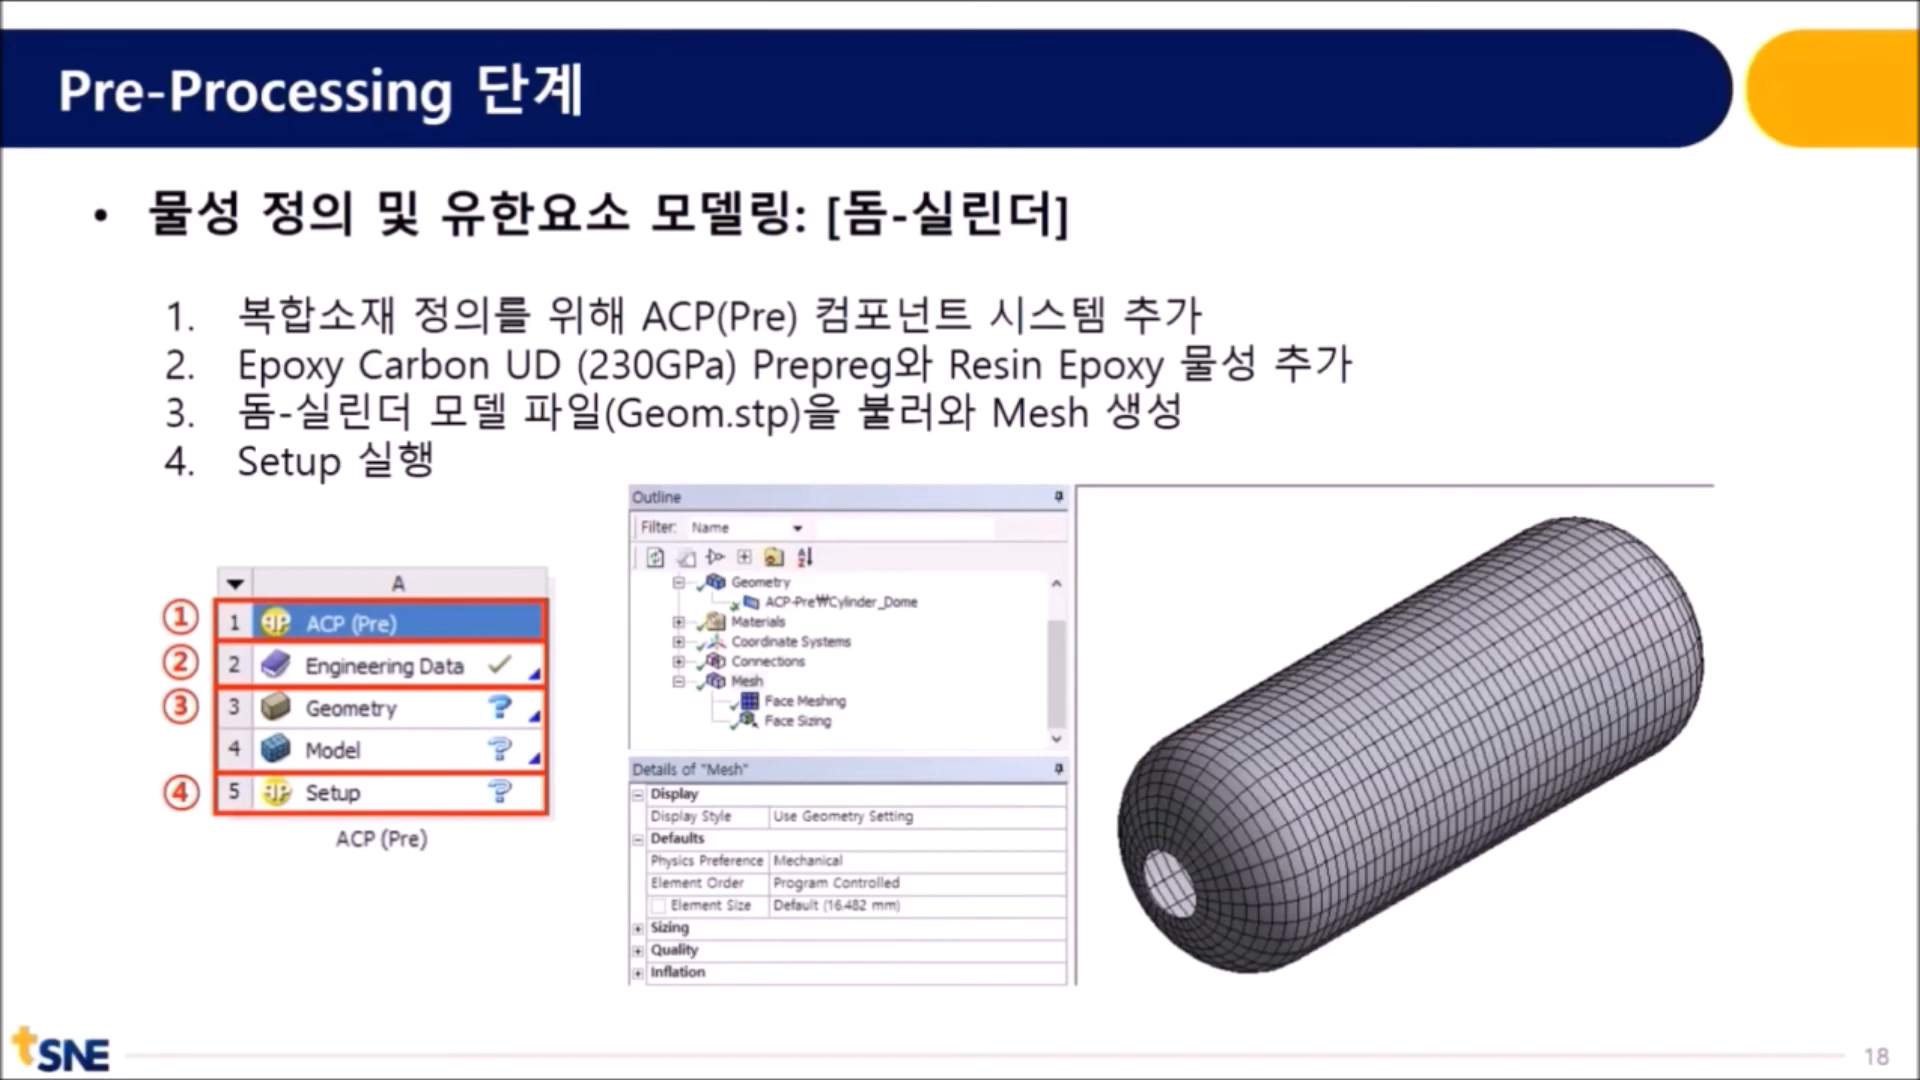 Pre-Processing 단계
• 물성 정의 및 유한요소 모델링: [돔-실린더]
1. 복합소재 정의를 위해 ACP(Pre) 컴포넌트 시스템 추가
2. Epoxy Carbon UD (230GPa) Prepreg와 Resin Epoxy 물성 추가
3. 돔-실린더 모델 파일(Geom.stp)을 불러와 Mesh 생성
4. Setup 실행
A
① 1 ACP (Pre)
② 2 Engineering Data
③ 3 Geometry
4 Model
④ 5 Setup
ACP (Pre)
Outline
Filter: Name
Geometry
ACP-Pre₩Cylinder_Dome
Materials
Coordinate Systems
Connections
Mesh
Face Meshing
Face Sizing
Details of "Mesh"
Display
Display Style Use Geometry Setting
Defaults
Physics Preference Mechanical
Element Order Program Controlled
Element Size Default (16.482 mm)
Sizing
Quality
Inflation
tSNE
18